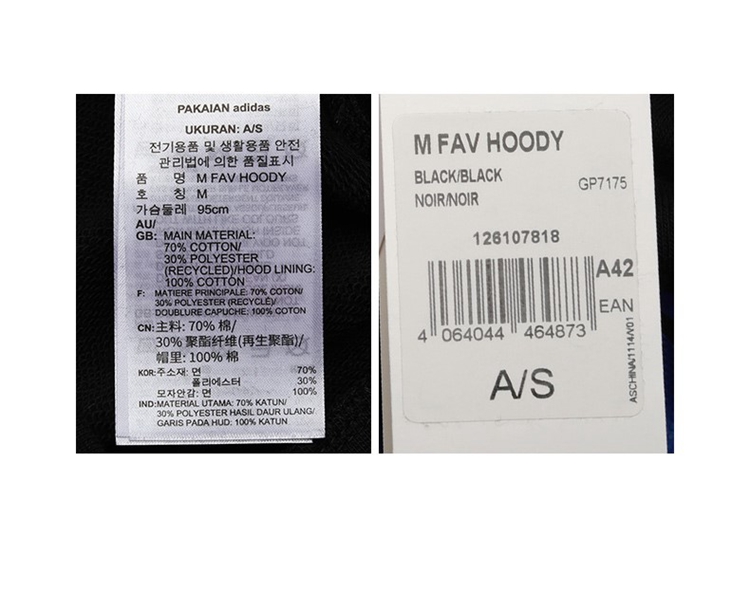 PAKAIAN adidas
UKURAN: A/S
전기용품 및 생활용품 안전
관리법에 의한 품질표시
품 명 M FAV HOODY
호 칭 M
가슴둘레 95cm
AU/
GB: MAIN MATERIAL:
70% COTTON/
30% POLYESTER
(RECYCLED)/HOOD LINING:
100% COTTON
F: MATIERE PRINCIPALE: 70% COTON/
30% POLYESTER (RECYCLÉ)/
DOUBLURE CAPUCHE: 100% COTON
CN: 主料: 70% 棉/
30% 聚酯纤维(再生聚酯)/
帽里: 100% 棉
KOR: 주소재: 면 70%
폴리에스터 30%
모자안감: 면 100%
IND: MATERIAL UTAMA: 70% KATUN/
30% POLYESTER HASIL DAUR ULANG/
GARIS PADA HUD: 100% KATUN
M FAV HOODY
BLACK/BLACK
NOIR/NOIR
GP7175
126107818
A42
EAN
4 064044 464873
A/S
ASCHINA/1114/V01